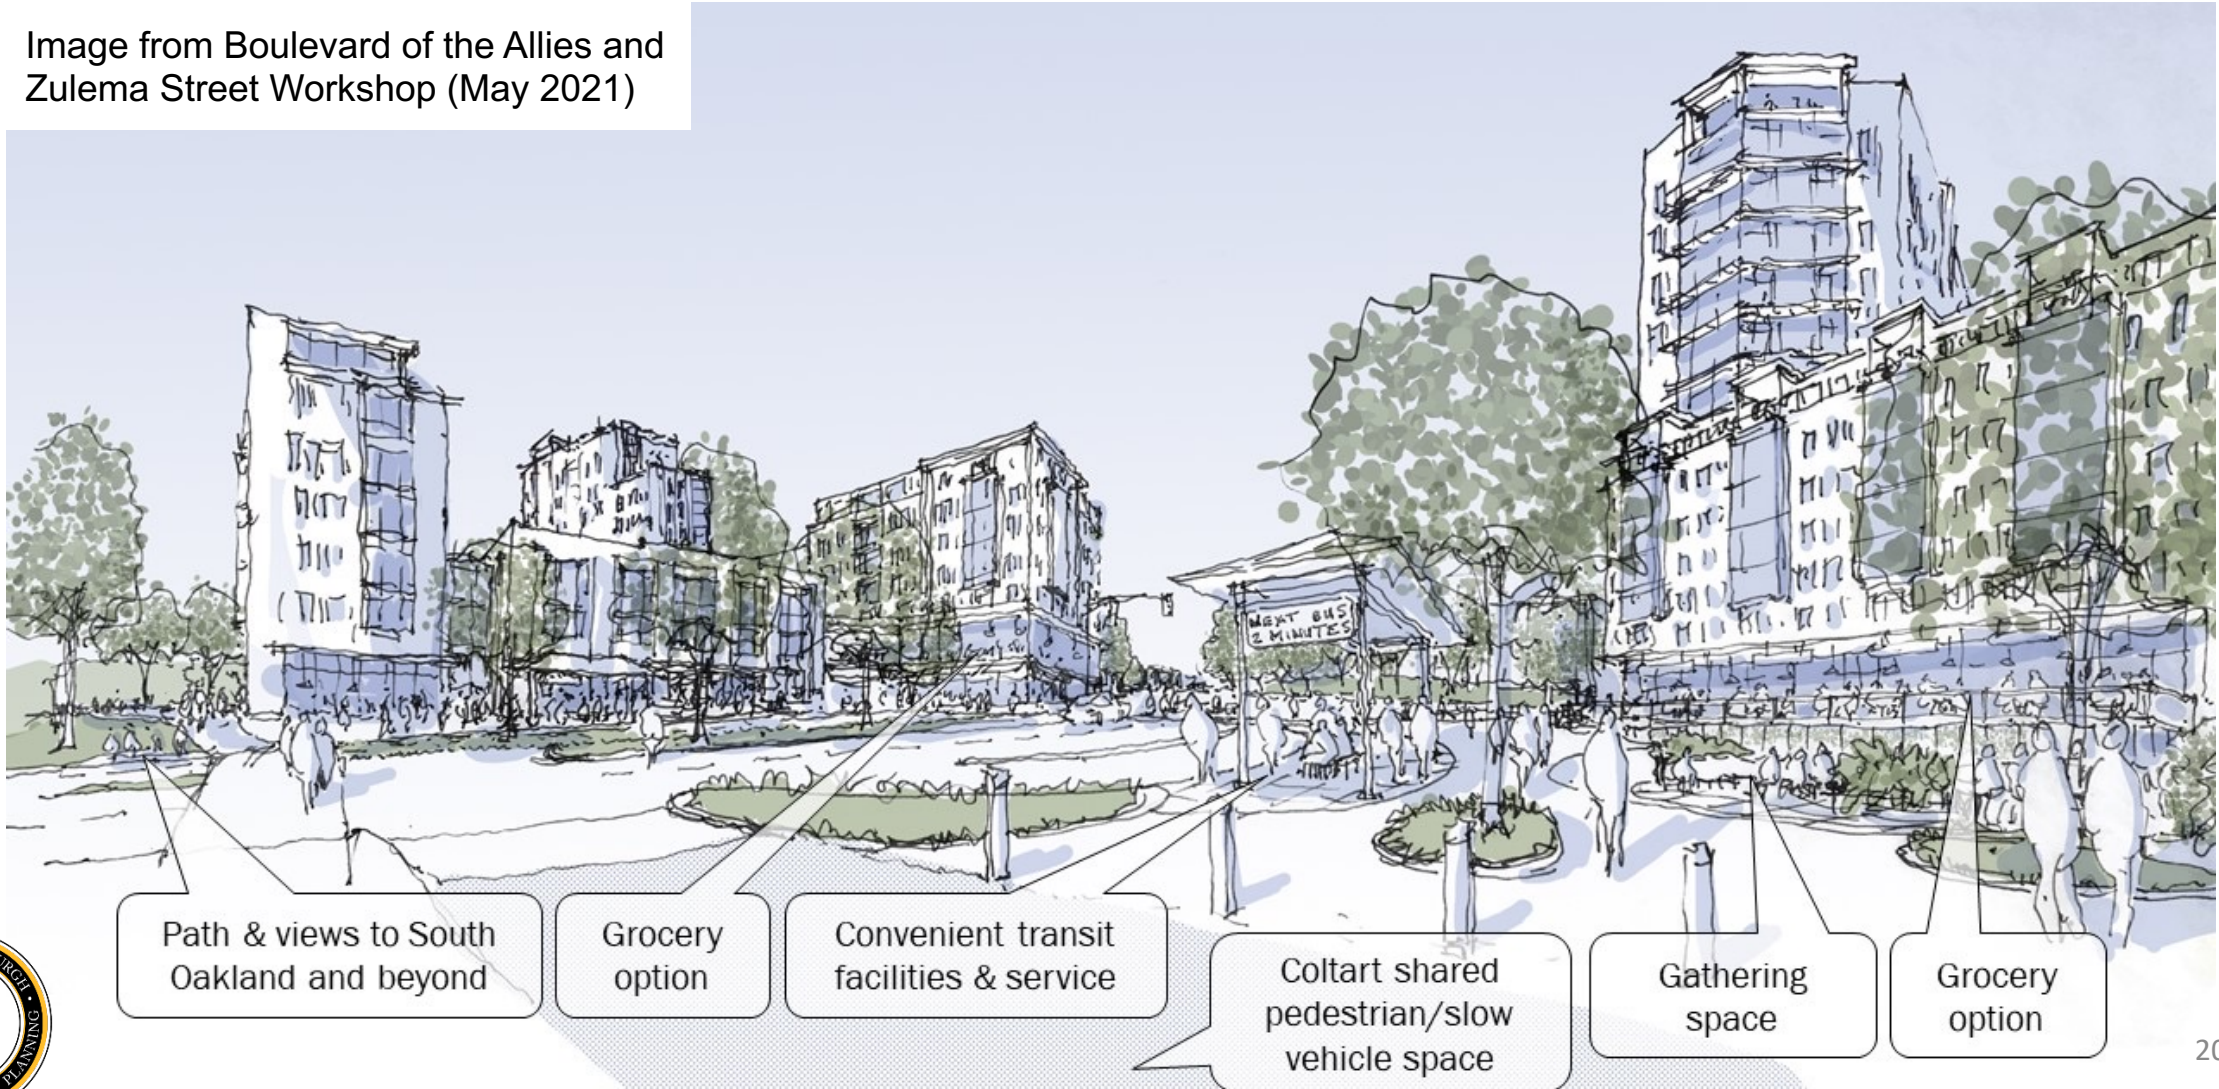 Image from Boulevard of the Allies and
Zulema Street Workshop (May 2021)
NEXT BUS
2 MINUTES
Path & views to South
Oakland and beyond
Grocery
option
Convenient transit
facilities & service
Coltart shared
pedestrian/slow
vehicle space
Gathering
space
Grocery
option
PLANNING
20